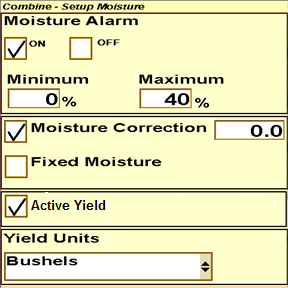 Combine - Setup Moisture
Moisture Alarm
ON OFF
Minimum Maximum
0 % 40 %
Moisture Correction 0.0
Fixed Moisture
Active Yield
Yield Units
Bushels